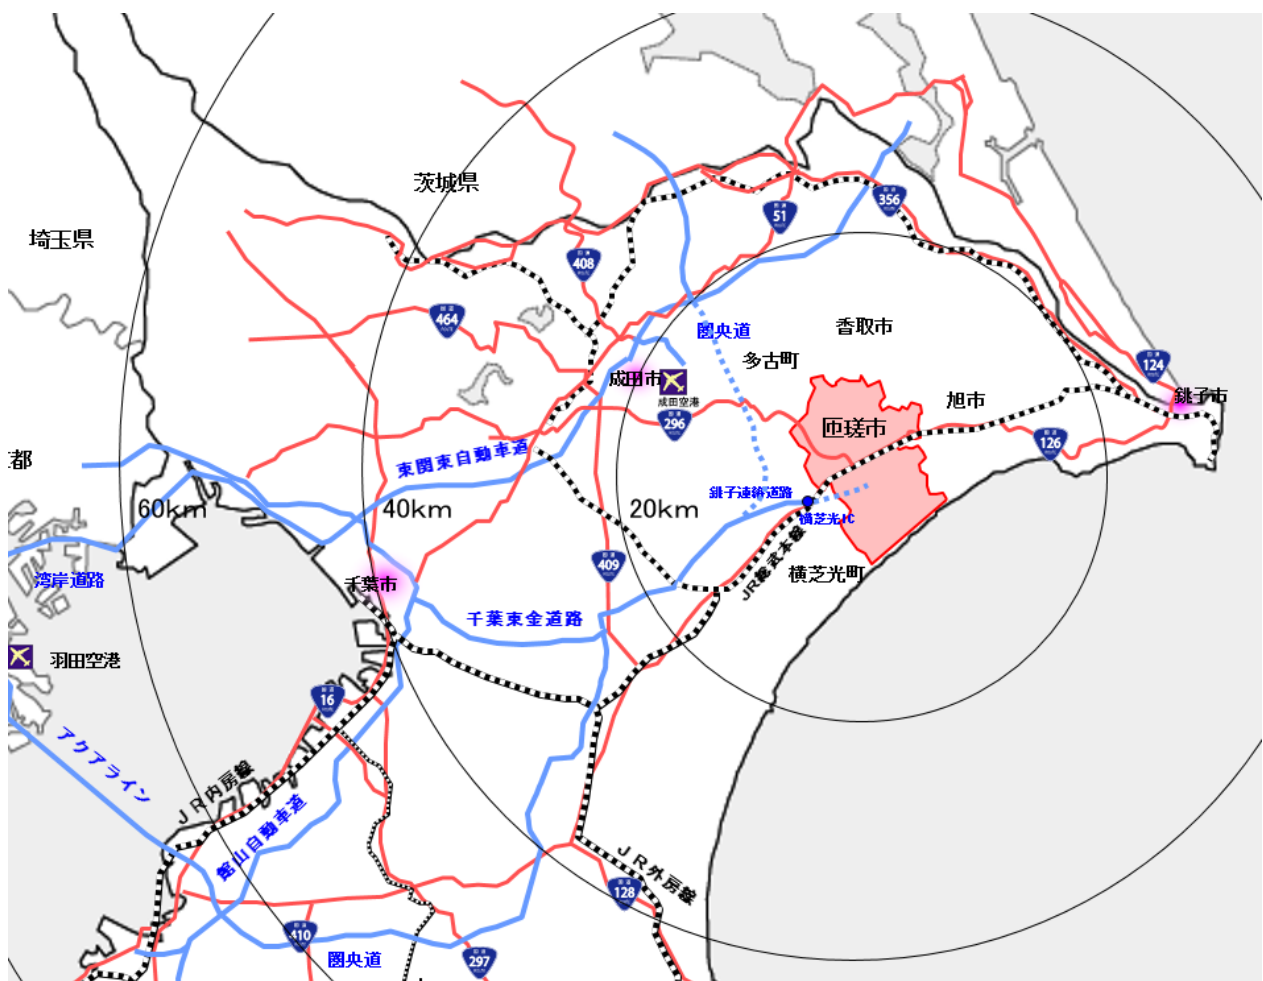 茨城県
埼玉県
356
51
408
464
圏央道
香取市
多古町
124
成田市
成田空港
銚子市
旭市
296
匝瑳市
126
東関東自動車道
都
銚子連絡道路
60km
40km
20km
横芝光IC
JR総武本線
409
横芝光町
湾岸道路
千葉市
千葉東金道路
羽田空港
16
アクアライン
JR内房線
館山自動車道
JR外房線
128
410
圏央道
297